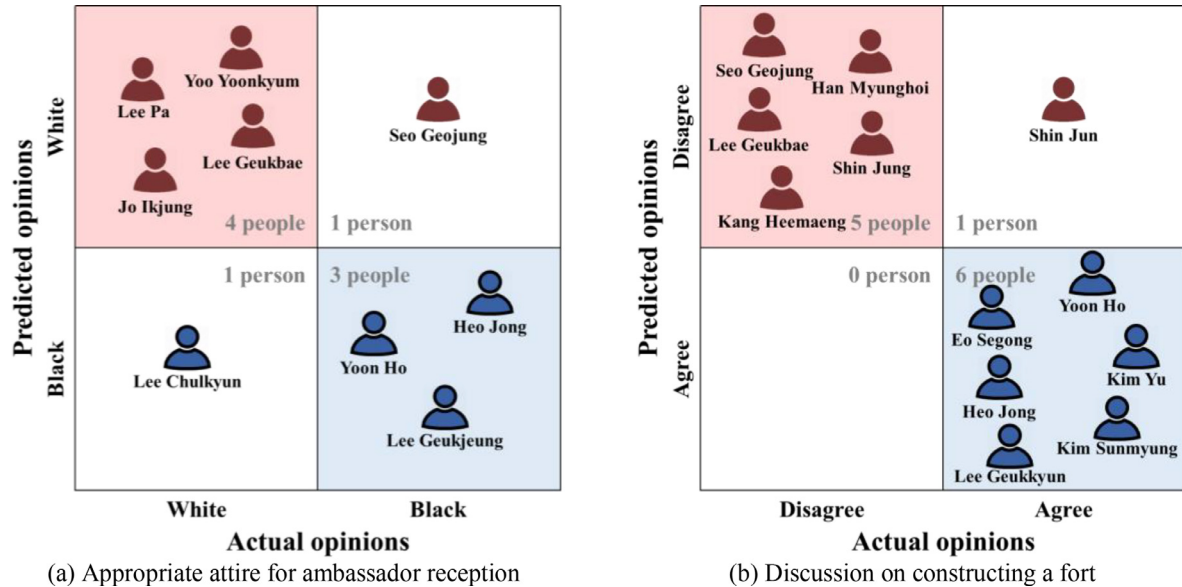 Predicted opinions
White
Black
Yoo Yoonkyum
Lee Pa
Lee Geukbae
Jo Ikjung
4 people
Seo Geojung
1 person
1 person
Lee Chulkyun
3 people
Heo Jong
Yoon Ho
Lee Geukjeung
White
Black
Actual opinions
(a) Appropriate attire for ambassador reception
Predicted opinions
Disagree
Agree
Seo Geojung
Han Myunghoi
Lee Geukbae
Shin Jung
Kang Heemaeng
5 people
Shin Jun
1 person
0 person
6 people
Yoon Ho
Eo Segong
Kim Yu
Heo Jong
Kim Sunmyung
Lee Geukkyun
Disagree
Agree
Actual opinions
(b) Discussion on constructing a fort